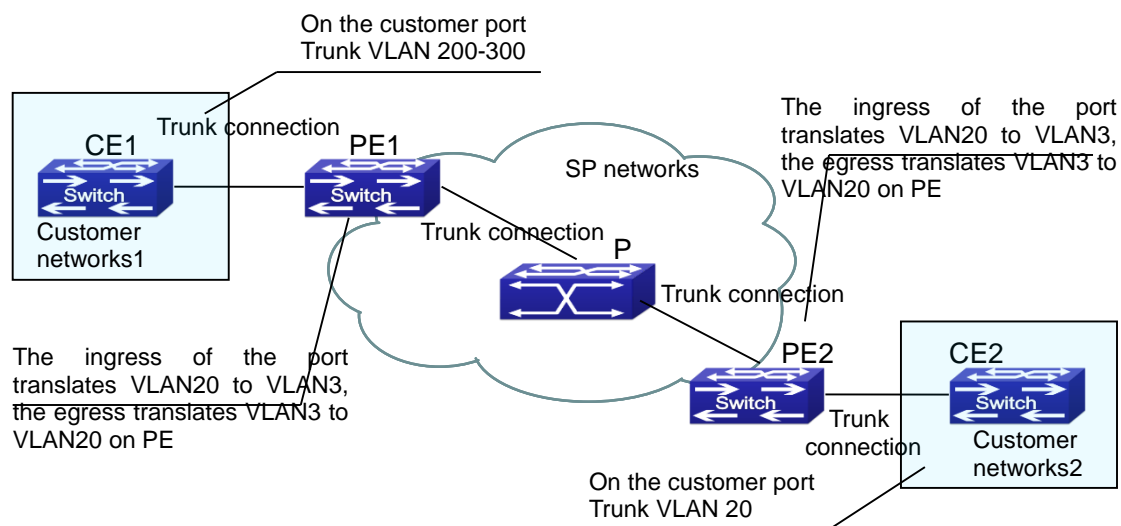 On the customer port
Trunk VLAN 200-300
The ingress of the port
translates VLAN20 to VLAN3,
the egress translates VLAN3 to
VLAN20 on PE
Trunk connection
CE1
PE1
SP networks
Switch
Switch
Customer
networks1
Trunk connection
P
Trunk connection
The ingress of the port
translates VLAN20 to VLAN3,
the egress translates VLAN3 to
VLAN20 on PE
PE2
CE2
Switch
Switch
Trunk
connection
Customer
networks2
On the customer port
Trunk VLAN 20